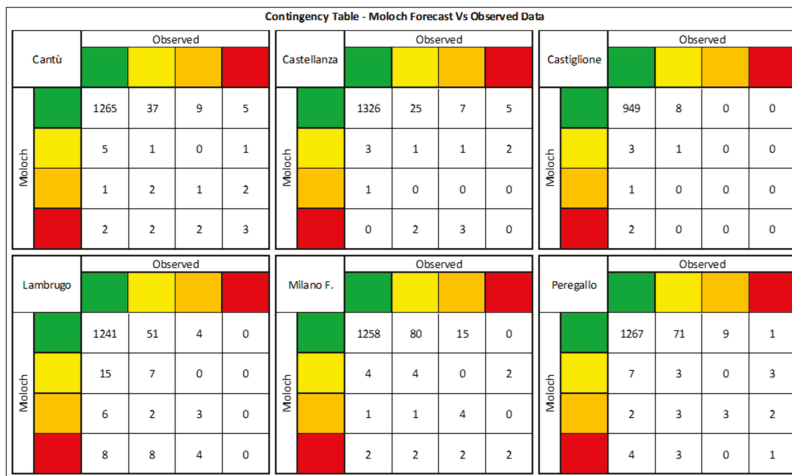 Contingency Table - Moloch Forecast Vs Observed Data
Cantù
Observed
Moloch
1265 37 9 5
5 1 0 1
1 2 1 2
2 2 2 3
Castellanza
Observed
Moloch
1326 25 7 5
3 1 1 2
1 0 0 0
0 2 3 0
Castiglione
Observed
Moloch
949 8 0 0
3 1 0 0
1 0 0 0
2 0 0 0
Lambrugo
Observed
Moloch
1241 51 4 0
15 7 0 0
6 2 3 0
8 8 4 0
Milano F.
Observed
Moloch
1258 80 15 0
4 4 0 2
1 1 4 0
2 2 2 2
Peregallo
Observed
Moloch
1267 71 9 1
7 3 0 3
2 3 3 2
4 3 0 1